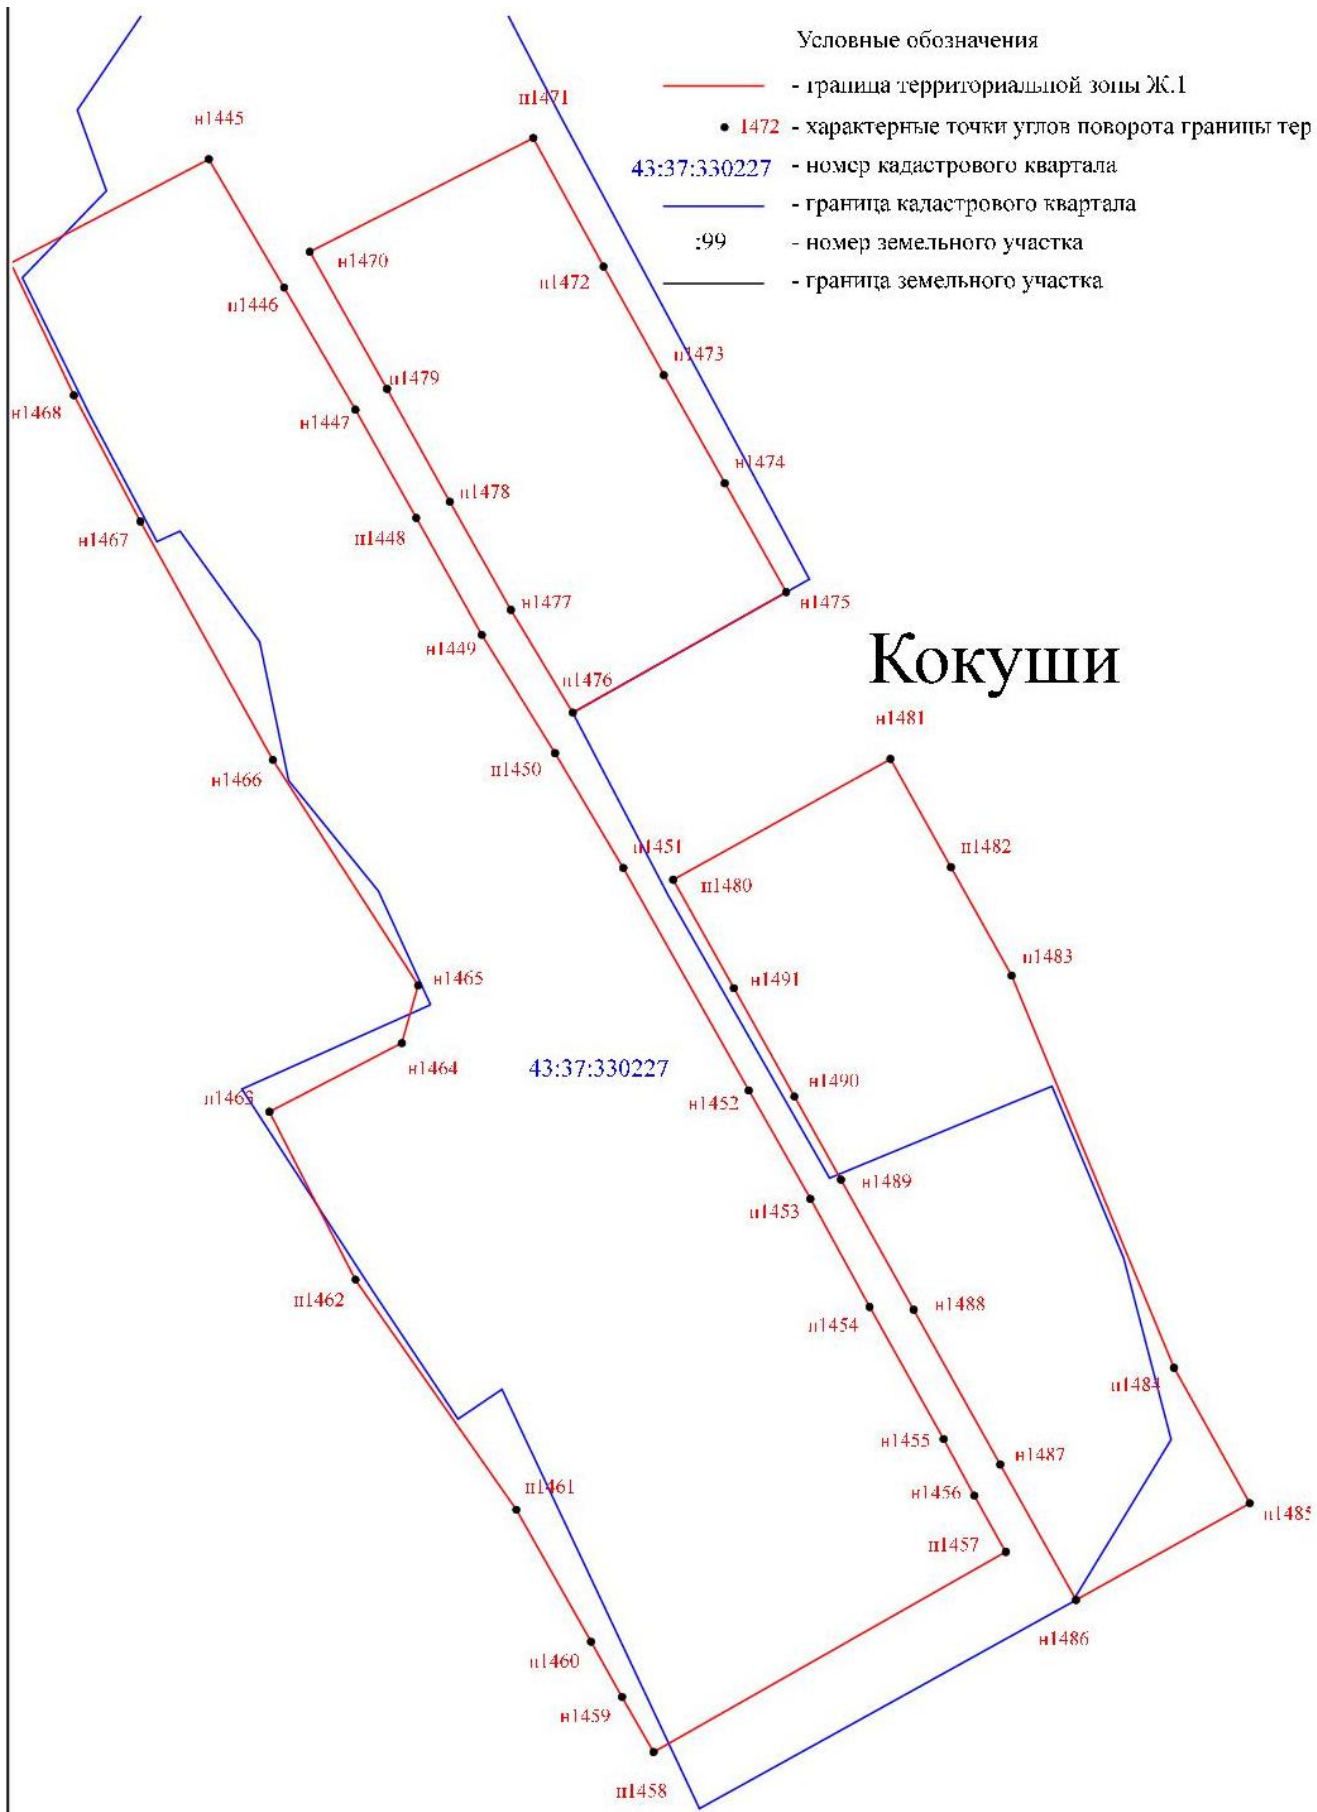 Условные обозначения
- граница территориальной зоны Ж.1
1472 - характерные точки углов поворота границы тер
43:37:330227 - номер кадастрового квартала
- граница кадастрового квартала
:99 - номер земельного участка
- граница земельного участка
н1471
н1445
н1470
н1472
н1446
н1473
н1479
н1447
н1468
н1474
н1478
н1448
н1467
н1477
н1475
н1449
Кокуши
н1476
н1481
н1450
н1466
н1451
н1482
н1480
н1483
н1491
н1465
н1464
43:37:330227
н1490
н1452
н1463
н1489
н1453
н1462
н1488
н1454
н1484
н1455
н1487
н1456
н1461
н1485
н1457
н1486
н1460
н1459
н1458